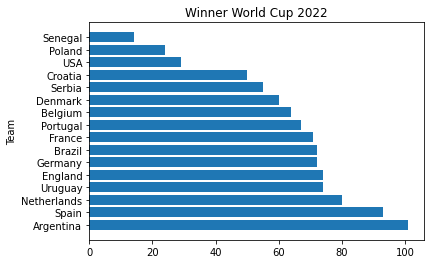 Winner World Cup 2022
Team
Senegal
Poland
USA
Croatia
Serbia
Denmark
Belgium
Portugal
France
Brazil
Germany
England
Uruguay
Netherlands
Spain
Argentina
0 20 40 60 80 100